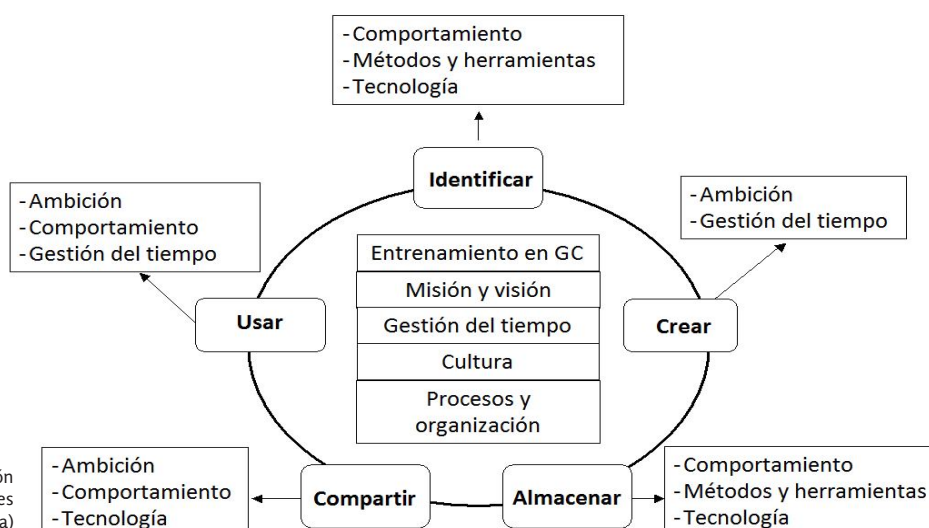 -Comportamiento
-Métodos y herramientas
-Tecnología
Identificar
-Ambición
-Comportamiento
-Gestión del tiempo
-Ambición
-Gestión del tiempo
Entrenamiento en GC
Misión y visión
Gestión del tiempo
Cultura
Procesos y
organización
Usar
Crear
-Ambición
-Comportamiento
-Tecnología
Compartir
Almacenar
-Comportamiento
-Métodos y herramientas
-Tecnología